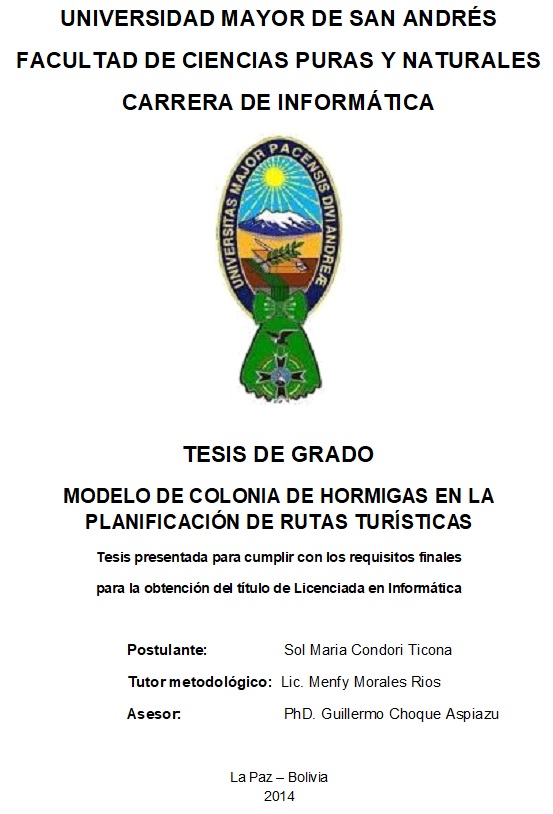 UNIVERSIDAD MAYOR DE SAN ANDRÉS
FACULTAD DE CIENCIAS PURAS Y NATURALES
CARRERA DE INFORMÁTICA
UNIVERSITAS MAJOR PACENSIS DIVI ANDREÆ
TESIS DE GRADO
MODELO DE COLONIA DE HORMIGAS EN LA
PLANIFICACIÓN DE RUTAS TURÍSTICAS
Tesis presentada para cumplir con los requisitos finales
para la obtención del título de Licenciada en Informática
Postulante: Sol Maria Condori Ticona
Tutor metodológico: Lic. Menfy Morales Rios
Asesor: PhD. Guillermo Choque Aspiazu
La Paz – Bolivia
2014